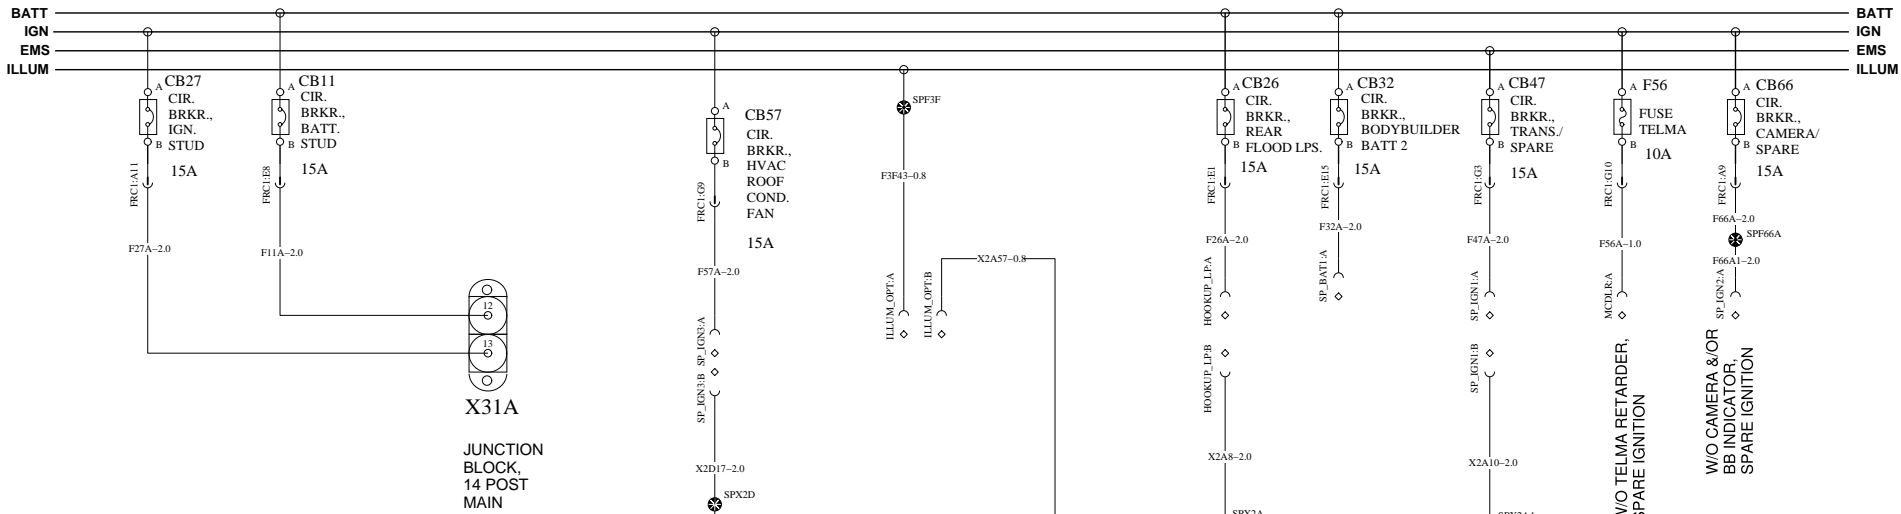 BATT
BATT
IGN
IGN
EMS
EMS
ILLUM
ILLUM
A
CB27
CIR.
BRKR.,
IGN.
STUD
B
15A
FRC1:A11
F27A–2.0
A
CB11
CIR.
BRKR.,
BATT.
STUD
B
15A
FRC1:E8
F11A–2.0
12
13
X31A
JUNCTION
BLOCK,
14 POST
MAIN
A
CB57
CIR.
BRKR.,
HVAC
ROOF
COND.
FAN
B
15A
FRC1:G9
F57A–2.0
SP_IGN3:A
SP_IGN3:B
X2D17–2.0
SPX2D
SPF3F
F3F43–0.8
ILLUM_OPT:A
ILLUM_OPT:B
X2A57–0.8
A
CB26
CIR.
BRKR.,
REAR
FLOOD LPS.
B
15A
FRC1:E1
F26A–2.0
HOOKUP_LP:A
HOOKUP_LP:B
X2A8–2.0
SPX2A
A
CB32
CIR.
BRKR.,
BODYBUILDER
BATT 2
B
15A
FRC1:E15
F32A–2.0
SP_BAT1:A
A
CB47
CIR.
BRKR.,
TRANS./
SPARE
B
15A
FRC1:G3
F47A–2.0
SP_IGN1:A
SP_IGN1:B
X2A10–2.0
A
F56
FUSE
TELMA
B
10A
FRC1:G10
F56A–1.0
MCDLR:A
W/O TELMA RETARDER,
SPARE IGNITION
A
CB66
CIR.
BRKR.,
CAMERA/
SPARE
B
15A
FRC1:A9
F66A–2.0
SPF66A
F66A1–2.0
SP_IGN2:A
W/O CAMERA &/OR
BB INDICATOR,
SPARE IGNITION